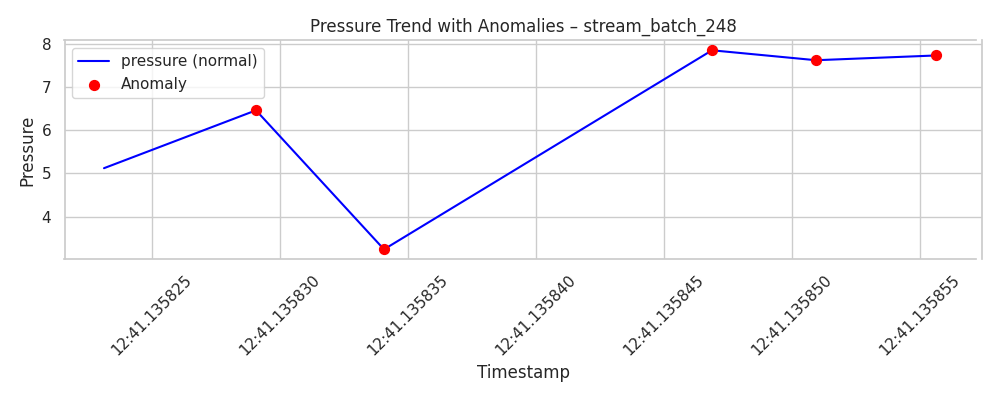 Pressure Trend with Anomalies – stream_batch_248
pressure (normal)
Anomaly
Pressure
8
7
6
5
4
12:41.135825
12:41.135830
12:41.135835
12:41.135840
12:41.135845
12:41.135850
12:41.135855
Timestamp